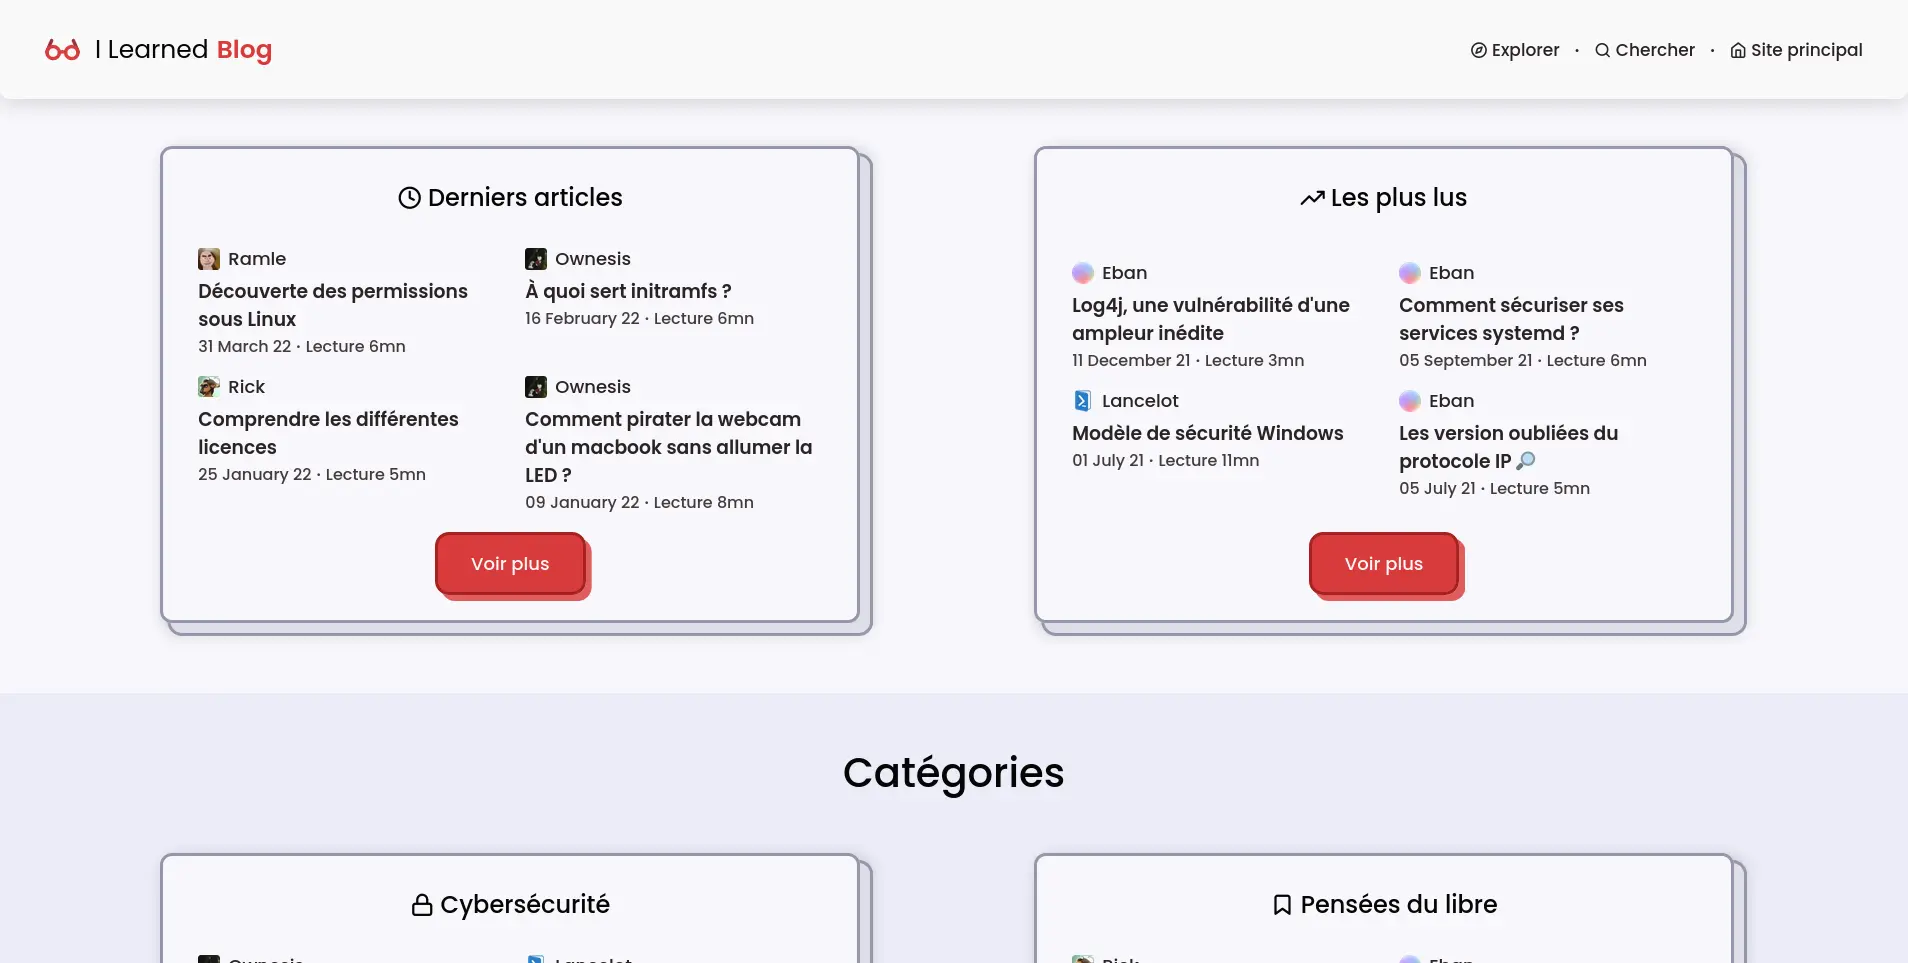 I Learned Blog
Explorer · Chercher · Site principal
Derniers articles
Ramle
Découverte des permissions
sous Linux
31 March 22 · Lecture 6mn
Ownesis
À quoi sert initramfs ?
16 February 22 · Lecture 6mn
Rick
Comprendre les différentes
licences
25 January 22 · Lecture 5mn
Ownesis
Comment pirater la webcam
d'un macbook sans allumer la
LED ?
09 January 22 · Lecture 8mn
Voir plus
Les plus lus
Eban
Log4j, une vulnérabilité d'une
ampleur inédite
11 December 21 · Lecture 3mn
Eban
Comment sécuriser ses
services systemd ?
05 September 21 · Lecture 6mn
Lancelot
Modèle de sécurité Windows
01 July 21 · Lecture 11mn
Eban
Les version oubliées du
protocole IP 🔎
05 July 21 · Lecture 5mn
Voir plus
Catégories
Cybersécurité
Ownesis
Lancelot
Pensées du libre
Rick
Eban